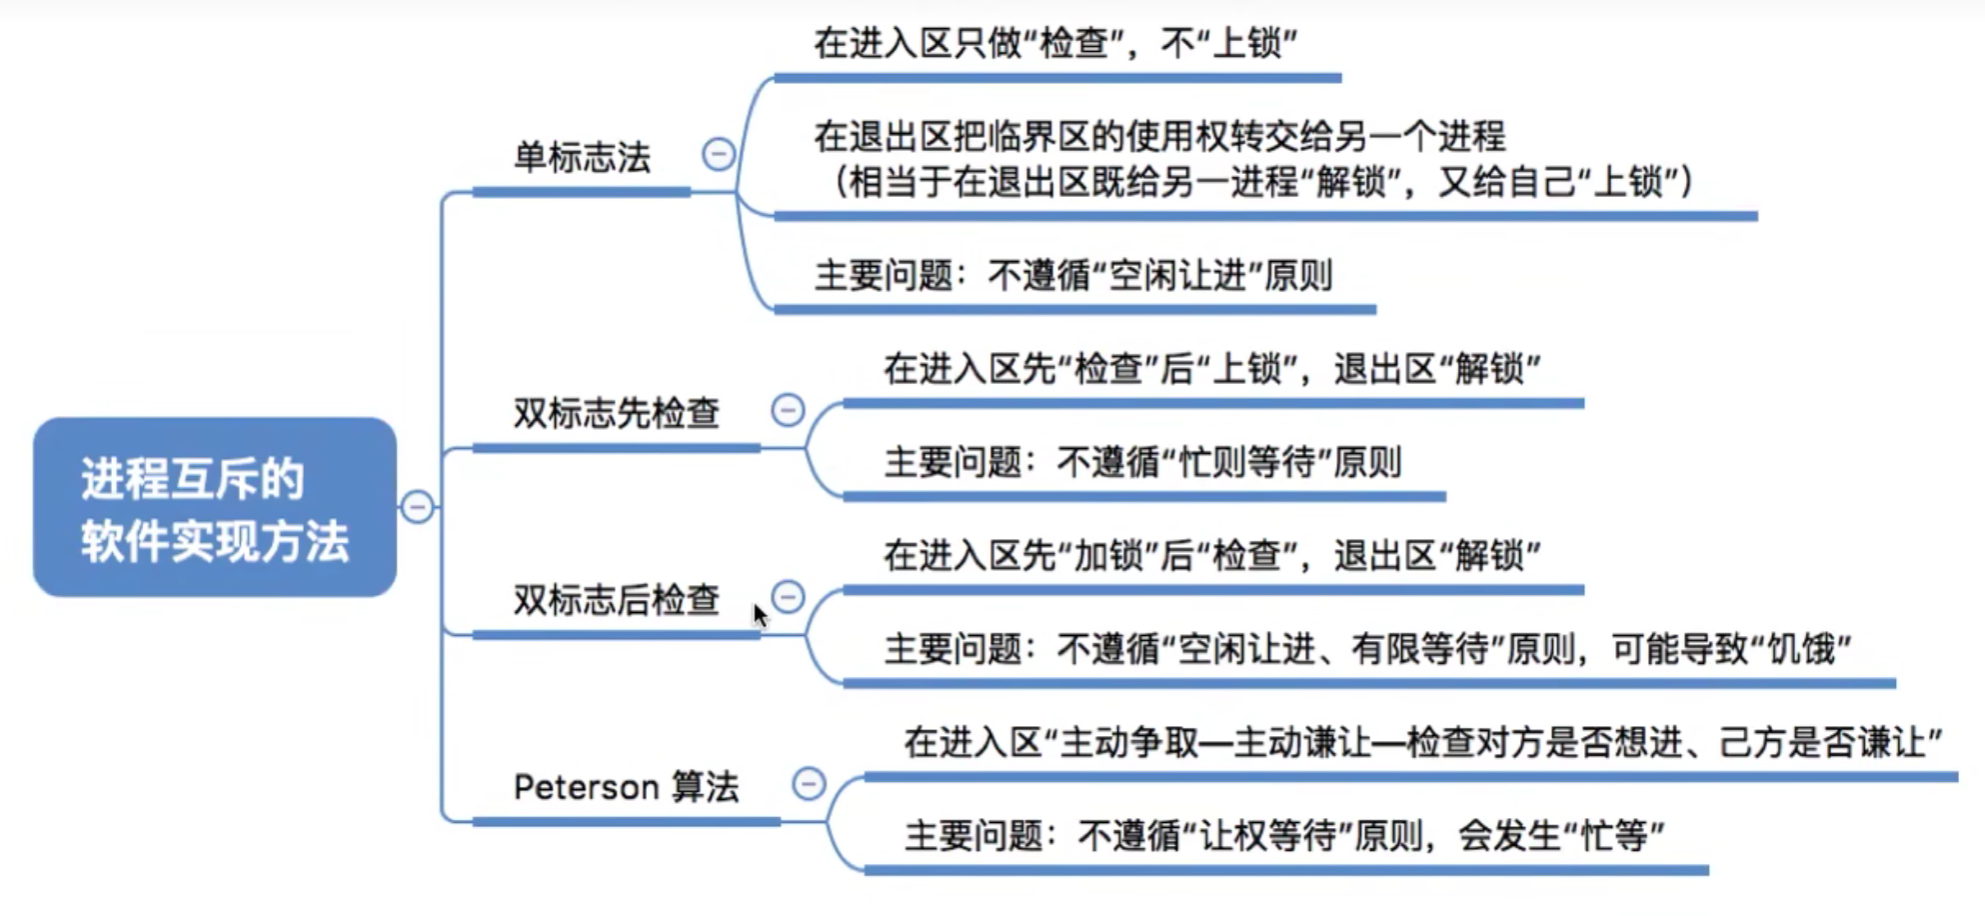 进程互斥的
软件实现方法
单标志法
在进入区只做“检查”，不“上锁”
在退出区把临界区的使用权转交给另一个进程
（相当于在退出区既给另一进程“解锁”，又给自己“上锁”）
主要问题：不遵循“空闲让进”原则
双标志先检查
在进入区先“检查”后“上锁”，退出区“解锁”
主要问题：不遵循“忙则等待”原则
双标志后检查
在进入区先“加锁”后“检查”，退出区“解锁”
主要问题：不遵循“空闲让进、有限等待”原则，可能导致“饥饿”
Peterson 算法
在进入区“主动争取—主动谦让—检查对方是否想进、己方是否谦让”
主要问题：不遵循“让权等待”原则，会发生“忙等”